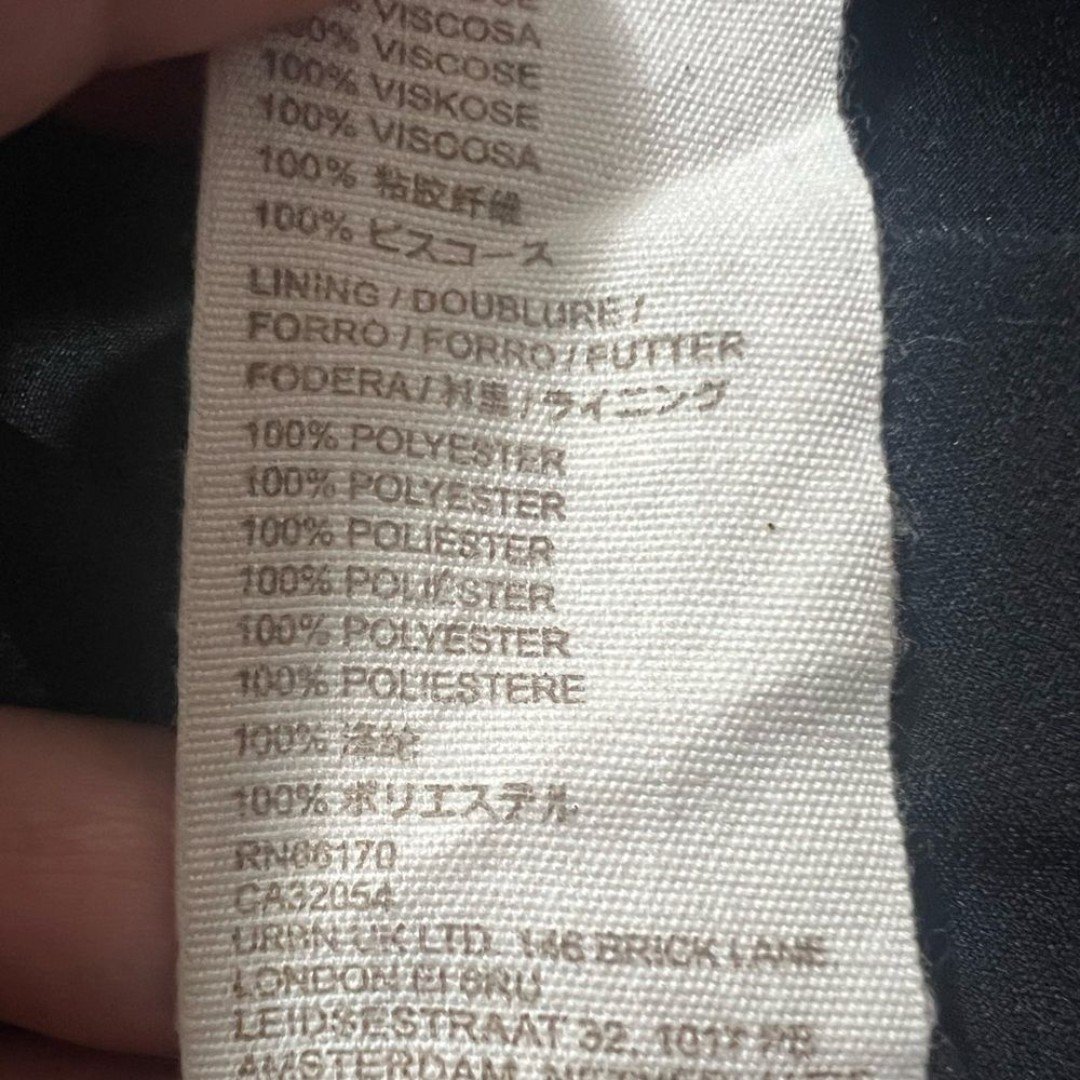 VISCOSA
100% VISCOSE
100% VISKOSE
100% VISCOSA
100% 粘胶纤维
100% ビスコース
LINING / DOUBLURE /
FORRO / FORRO / FUTTER
FODERA / 衬里 / ライニング
100% POLYESTER
100% POLYESTER
100% POLIÉSTER
100% POLIÉSTER
100% POLYESTER
100% POLIESTERE
100% 涤纶
100% ポリエステル
RN66170
CA32054
URBN UK LTD. 146 BRICK LANE
LONDON E1 6RU
LEIDSESTRAAT 32, 1017 PB
AMSTERDAM,